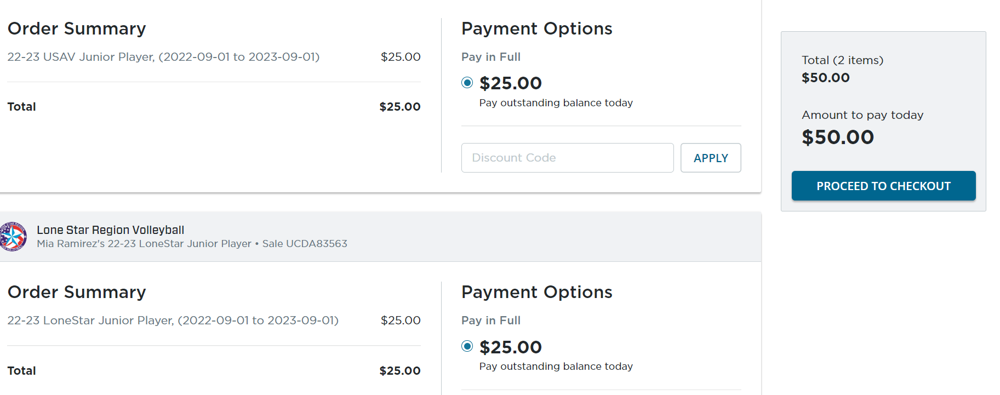 Order Summary
22-23 USAV Junior Player, (2022-09-01 to 2023-09-01) $25.00
Total $25.00
Payment Options
Pay in Full
$25.00
Pay outstanding balance today
Discount Code APPLY
Total (2 items)
$50.00
Amount to pay today
$50.00
PROCEED TO CHECKOUT
Lone Star Region Volleyball
Mia Ramirez's 22-23 LoneStar Junior Player • Sale UCDA83563
Order Summary
22-23 LoneStar Junior Player, (2022-09-01 to 2023-09-01) $25.00
Total $25.00
Payment Options
Pay in Full
$25.00
Pay outstanding balance today